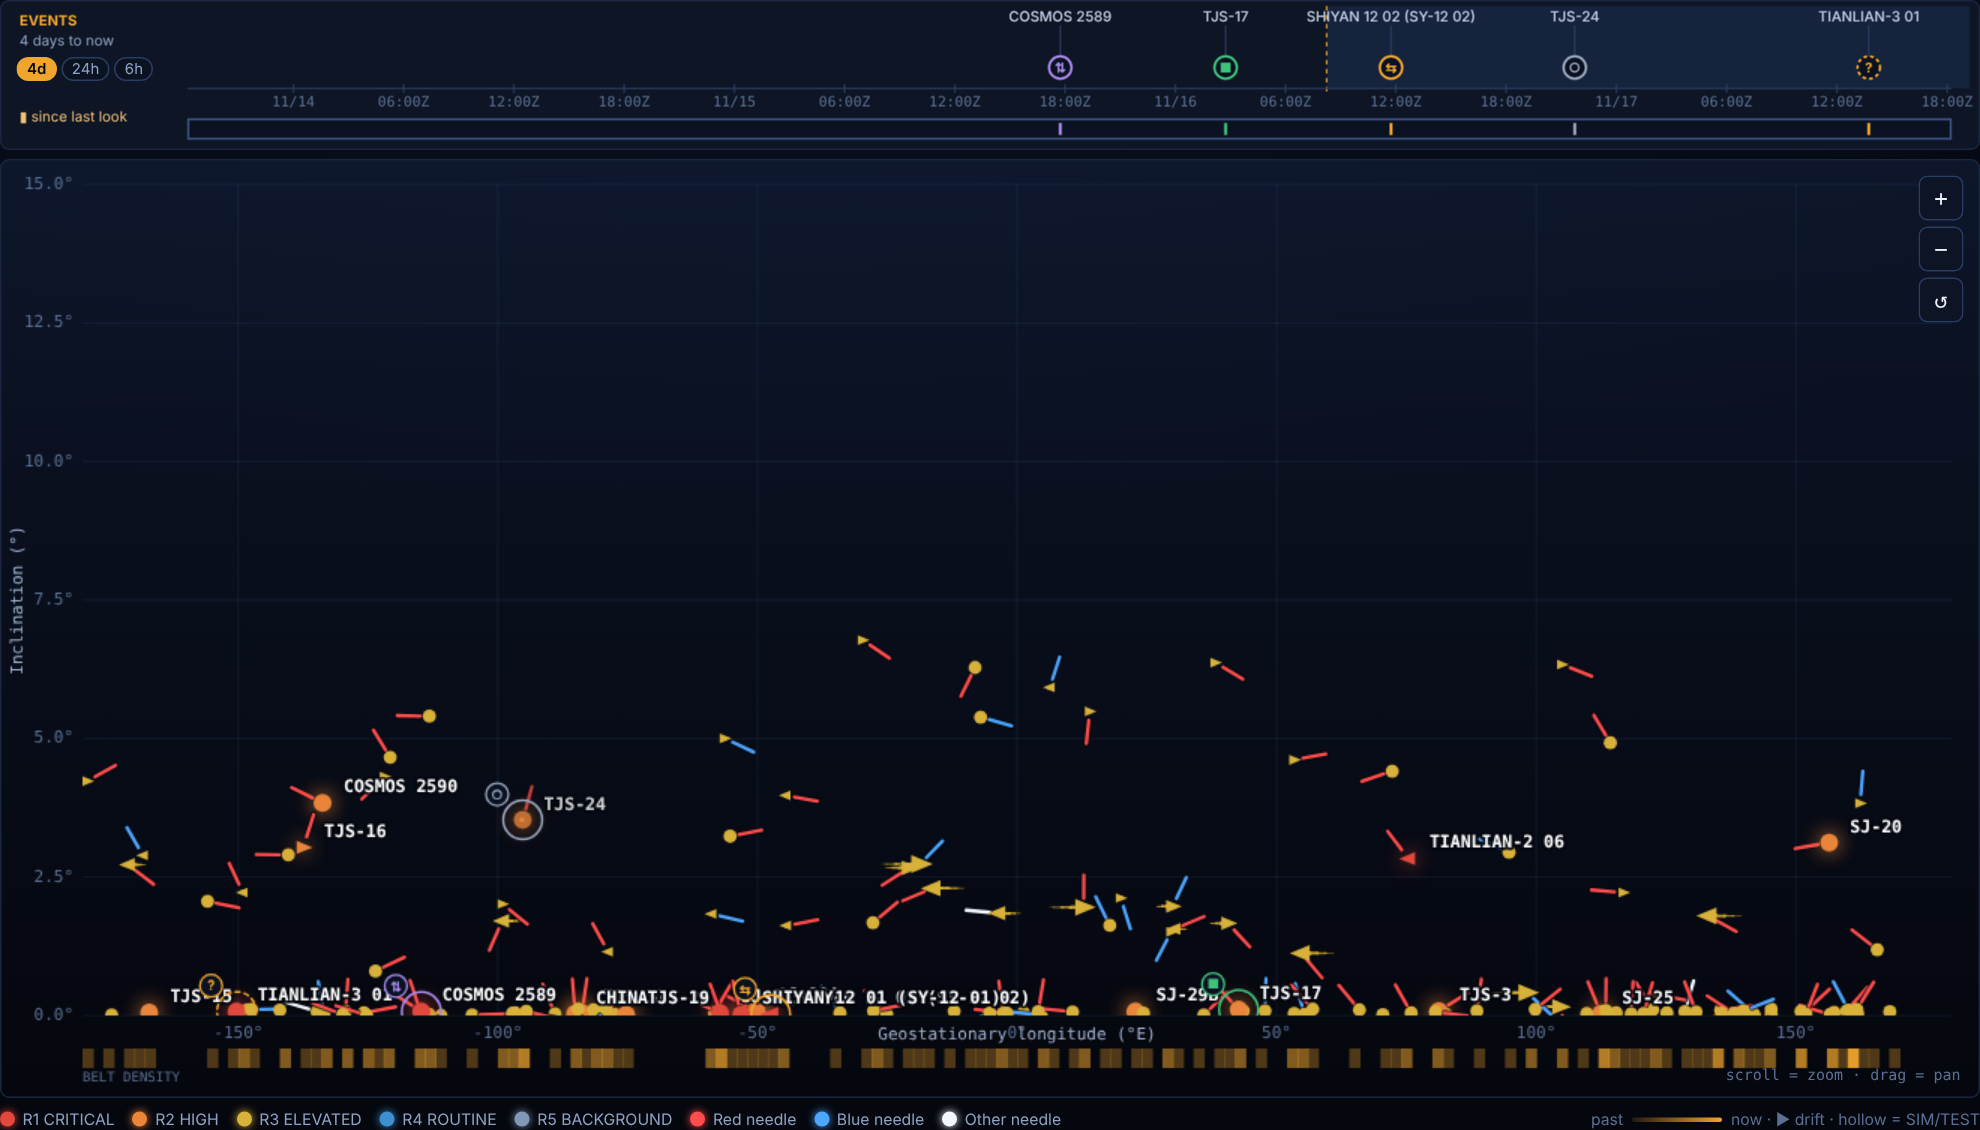 EVENTS
4 days to now
4d 24h 6h
since last look
COSMOS 2589 TJS-17 SHIYAN 12 02 (SY-12 02) TJS-24 TIANLIAN-3 01
11/14 06:00Z 12:00Z 18:00Z 11/15 06:00Z 12:00Z 18:00Z 11/16 06:00Z 12:00Z 18:00Z 11/17 06:00Z 12:00Z 18:00Z
+
−
↺
15.0°
12.5°
10.0°
7.5°
5.0°
2.5°
0.0°
Inclination (°)
COSMOS 2590
TJS-16
TJS-24
TIANLIAN-2 06
SJ-20
TJS-15 TIANLIAN-3 01 COSMOS 2589 TJS-19 SJ-29B TJS-17 TJS-3 SJ-25
-150° -100° -50° 0° 50° 100° 150°
Geostationary longitude (°E)
BELT DENSITY
scroll = zoom · drag = pan
R1 CRITICAL R2 HIGH R3 ELEVATED R4 ROUTINE R5 BACKGROUND Red needle Blue needle Other needle
past now · ▶ drift · hollow = SIM/TEST